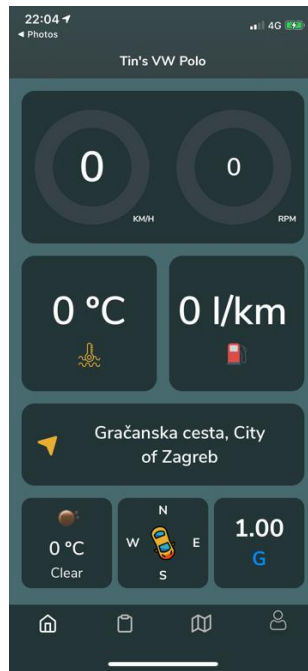 22:04
4G
◀ Photos
Tin's VW Polo
0
KM/H
0
RPM
0 °C
0 l/km
Gračanska cesta, City
of Zagreb
0 °C
Clear
N
W
E
S
1.00
G